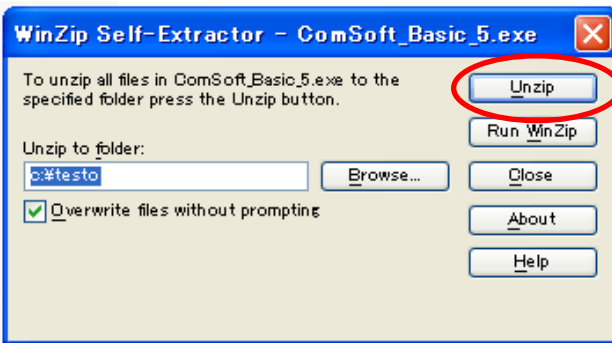 WinZip Self-Extractor - ComSoft_Basic_5.exe
To unzip all files in ComSoft_Basic_5.exe to the
specified folder press the Unzip button.
Unzip
Run WinZip
Unzip to folder:
c:¥testo
Browse...
Close
Overwrite files without prompting
About
Help